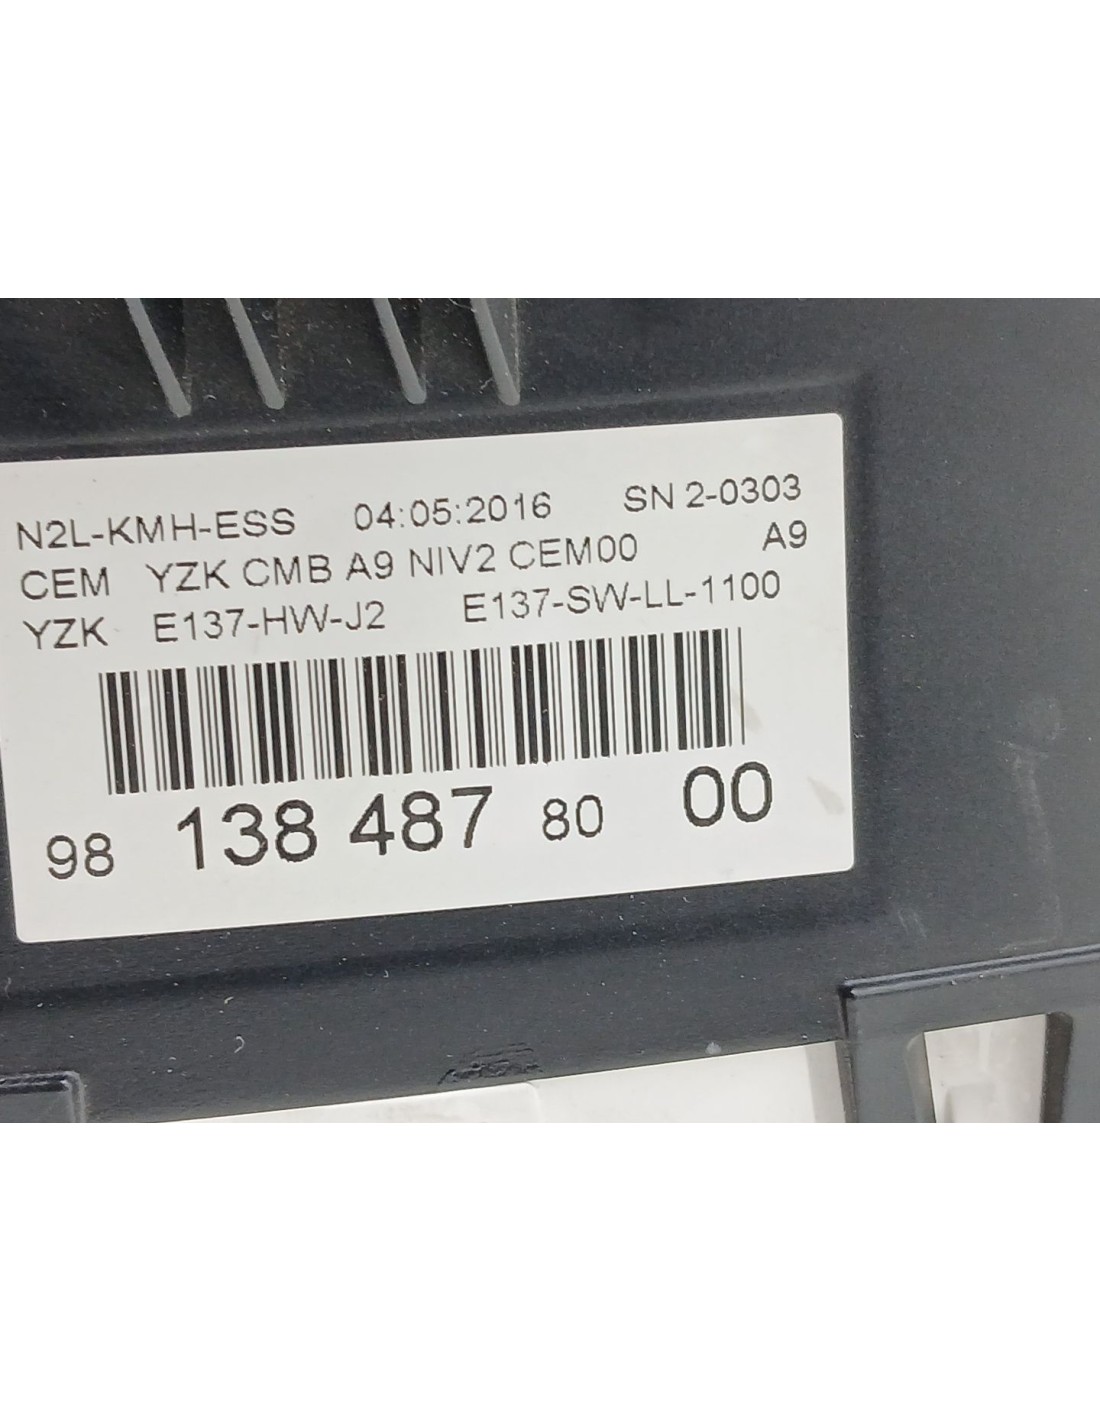 N2L-KMH-ESS 04:05:2016 SN 2-0303
CEM YZK CMB A9 NIV2 CEM00 A9
YZK E137-HW-J2 E137-SW-LL-1100
98 138 487 80 00